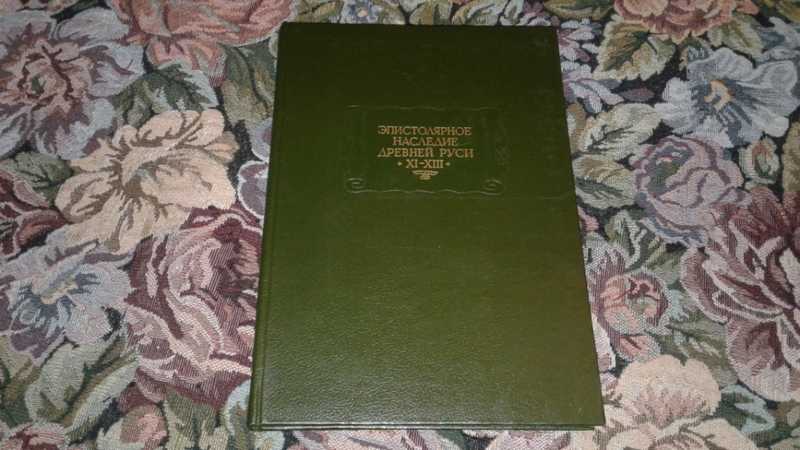 ЭПИСТОЛЯРНОЕ
НАСЛЕДИЕ
ДРЕВНЕЙ РУСИ
• XI-XIII •